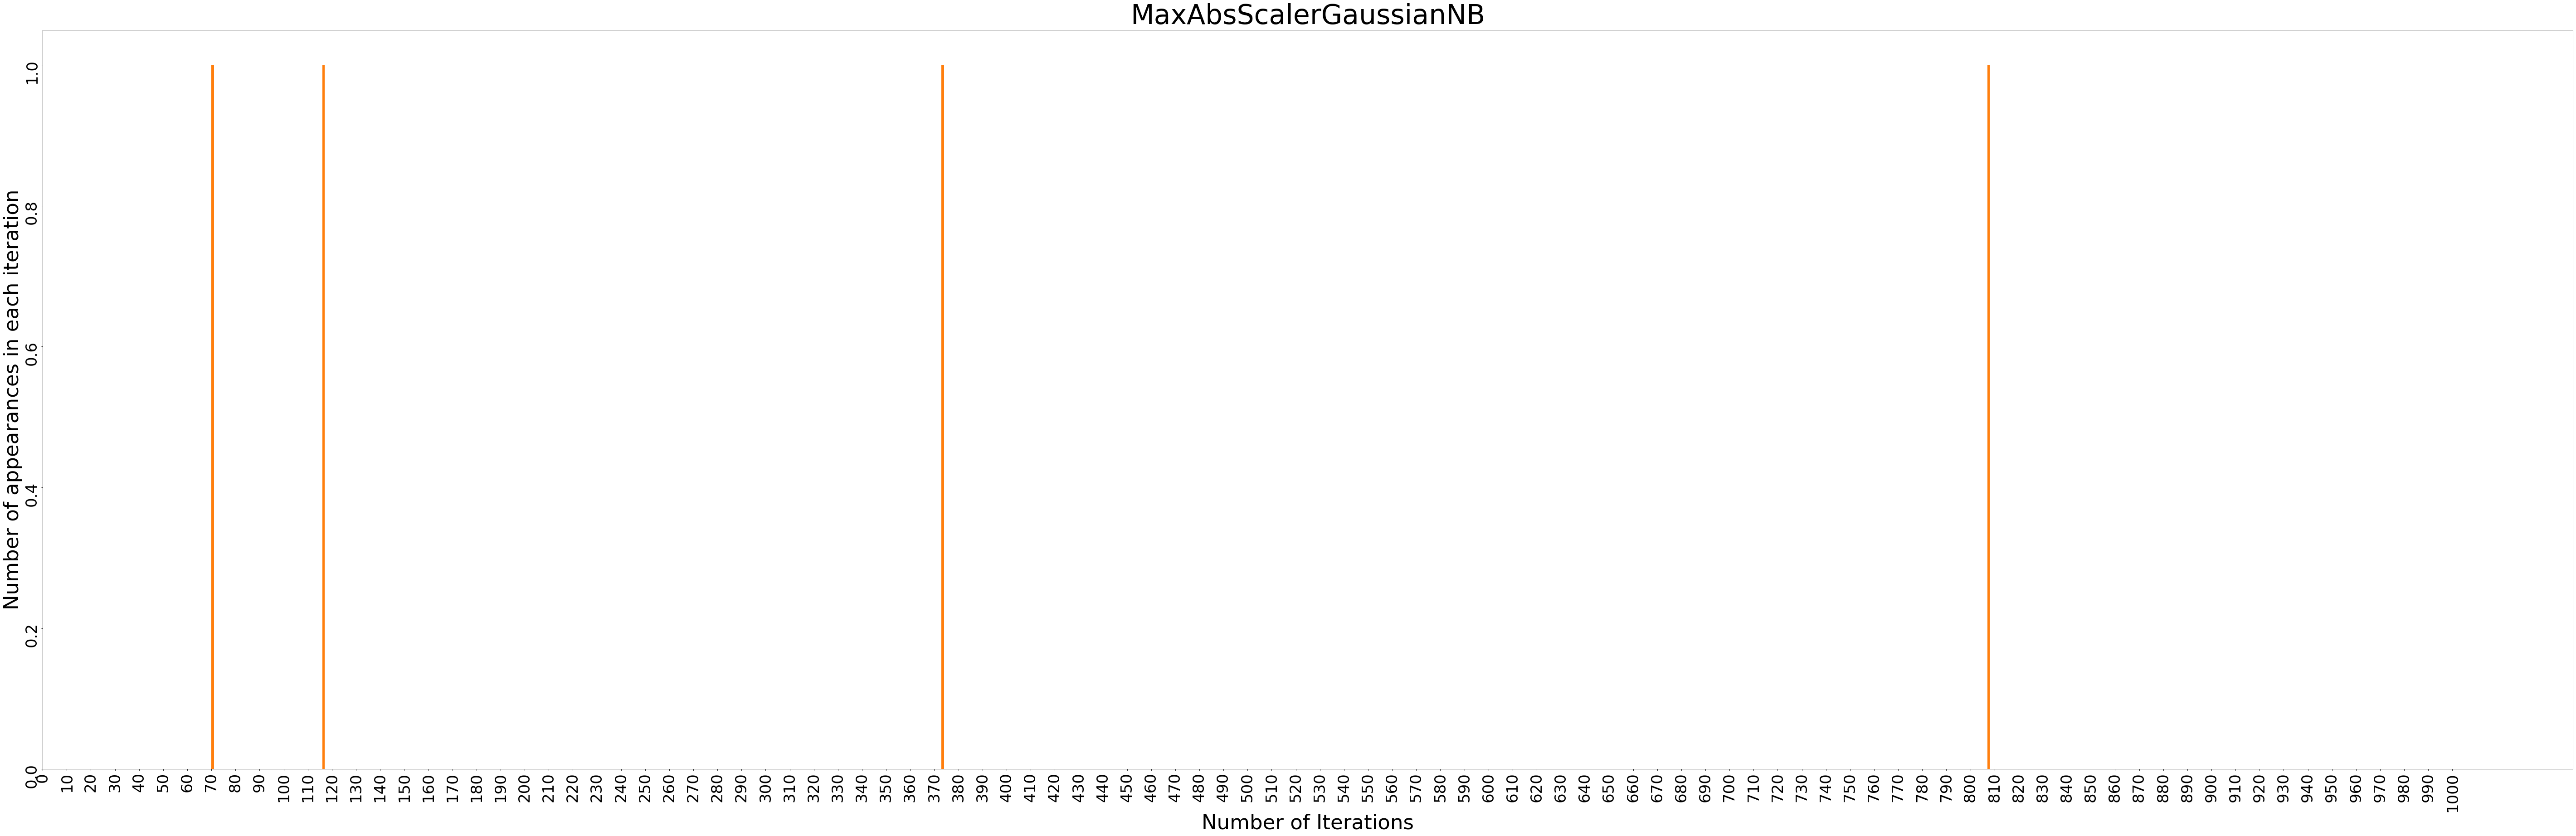 MaxAbsScalerGaussianNB
Number of appearances in each iteration
1.0
0.8
0.6
0.4
0.2
0.0
0 10 20 30 40 50 60 70 80 90 100 110 120 130 140 150 160 170 180 190 200 210 220 230 240 250 260 270 280 290 300 310 320 330 340 350 360 370 380 390 400 410 420 430 440 450 460 470 480 490 500 510 520 530 540 550 560 570 580 590 600 610 620 630 640 650 660 670 680 690 700 710 720 730 740 750 760 770 780 790 800 810 820 830 840 850 860 870 880 890 900 910 920 930 940 950 960 970 980 990 1000
Number of Iterations